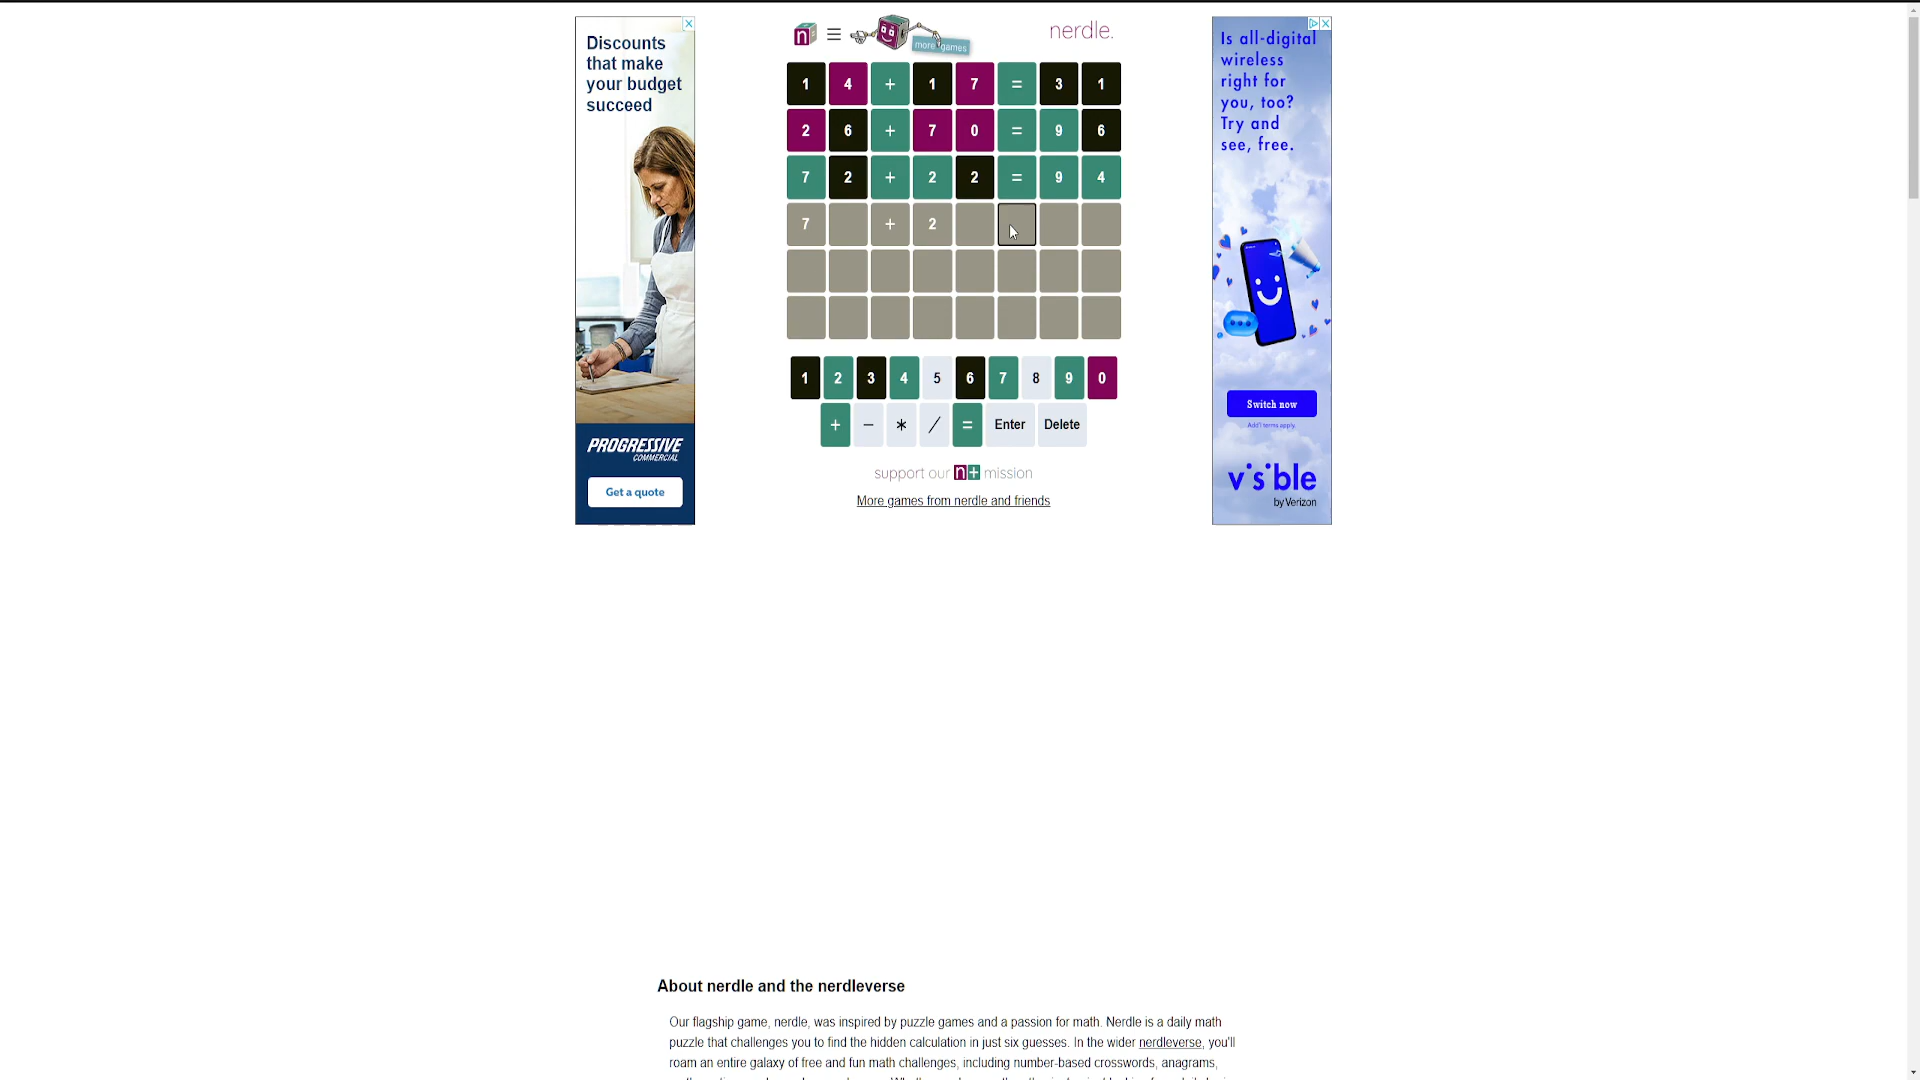 Discounts
that make
your budget
succeed
PROGRESSIVE
COMMERCIAL
Get a quote
n
more games
nerdle.
1 4 + 1 7 = 3 1
2 6 + 7 0 = 9 6
7 2 + 2 2 = 9 4
7 + 2
1 2 3 4 5 6 7 8 9 0
+ - * / = Enter Delete
support our n+ mission
More games from nerdle and friends
Is all-digital
wireless
right for
you, too?
Try and
see, free.
Switch now
Add'l terms apply.
visible
by Verizon
About nerdle and the nerdleverse
Our flagship game, nerdle, was inspired by puzzle games and a passion for math. Nerdle is a daily math
puzzle that challenges you to find the hidden calculation in just six guesses. In the wider nerdleverse, you'll
roam an entire galaxy of free and fun math challenges, including number-based crosswords, anagrams,